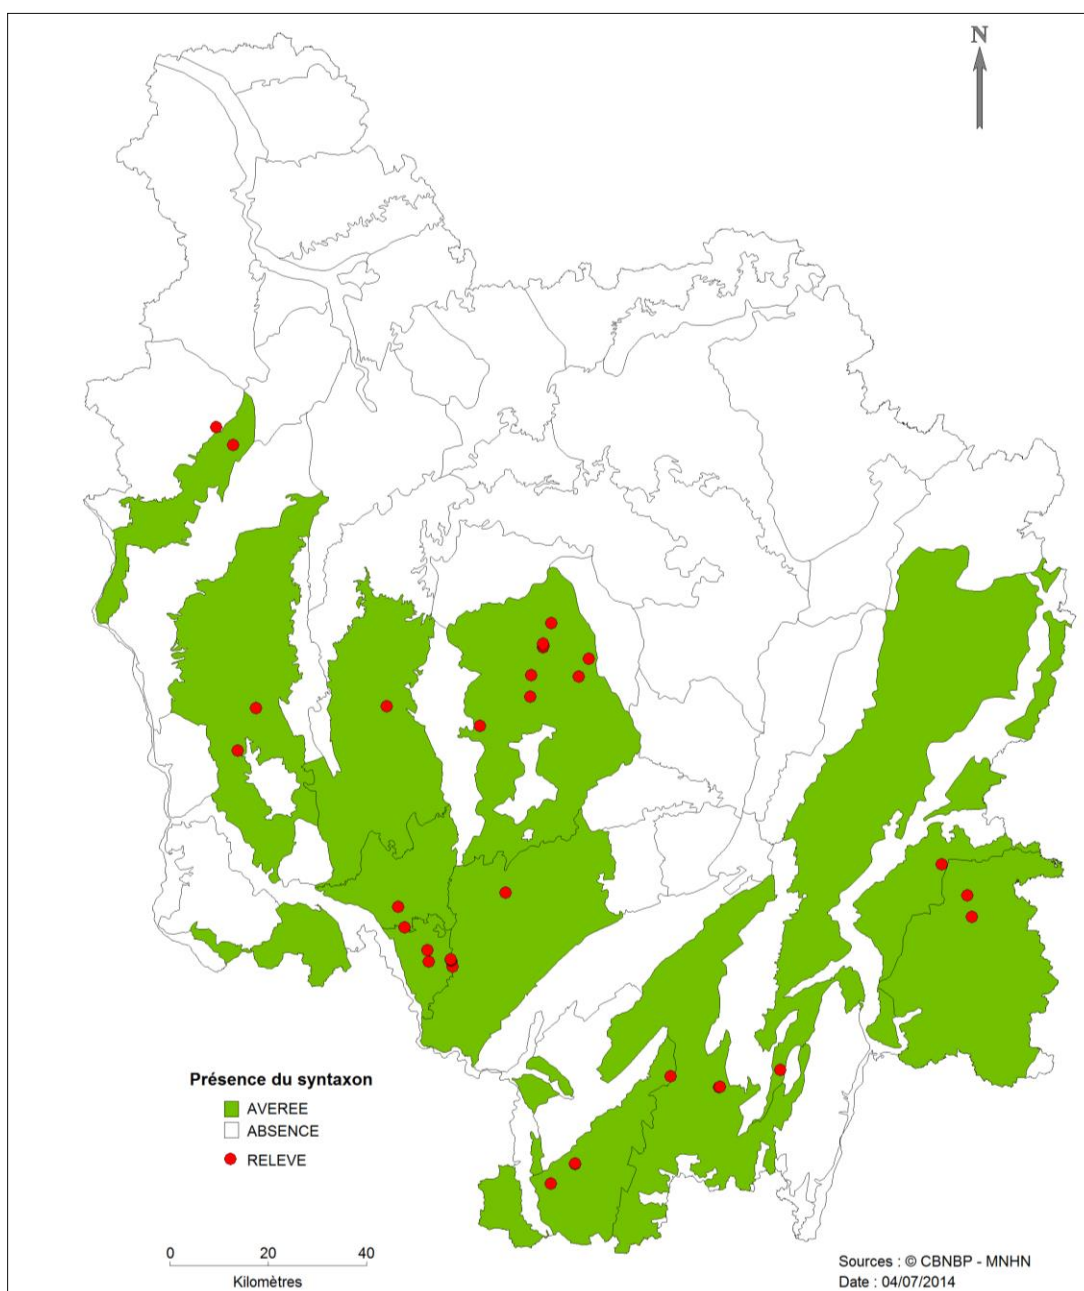 N
Présence du syntaxon
AVEREE
ABSENCE
RELEVE
0 20 40
Kilomètres
Sources : © CBNBP - MNHN
Date : 04/07/2014